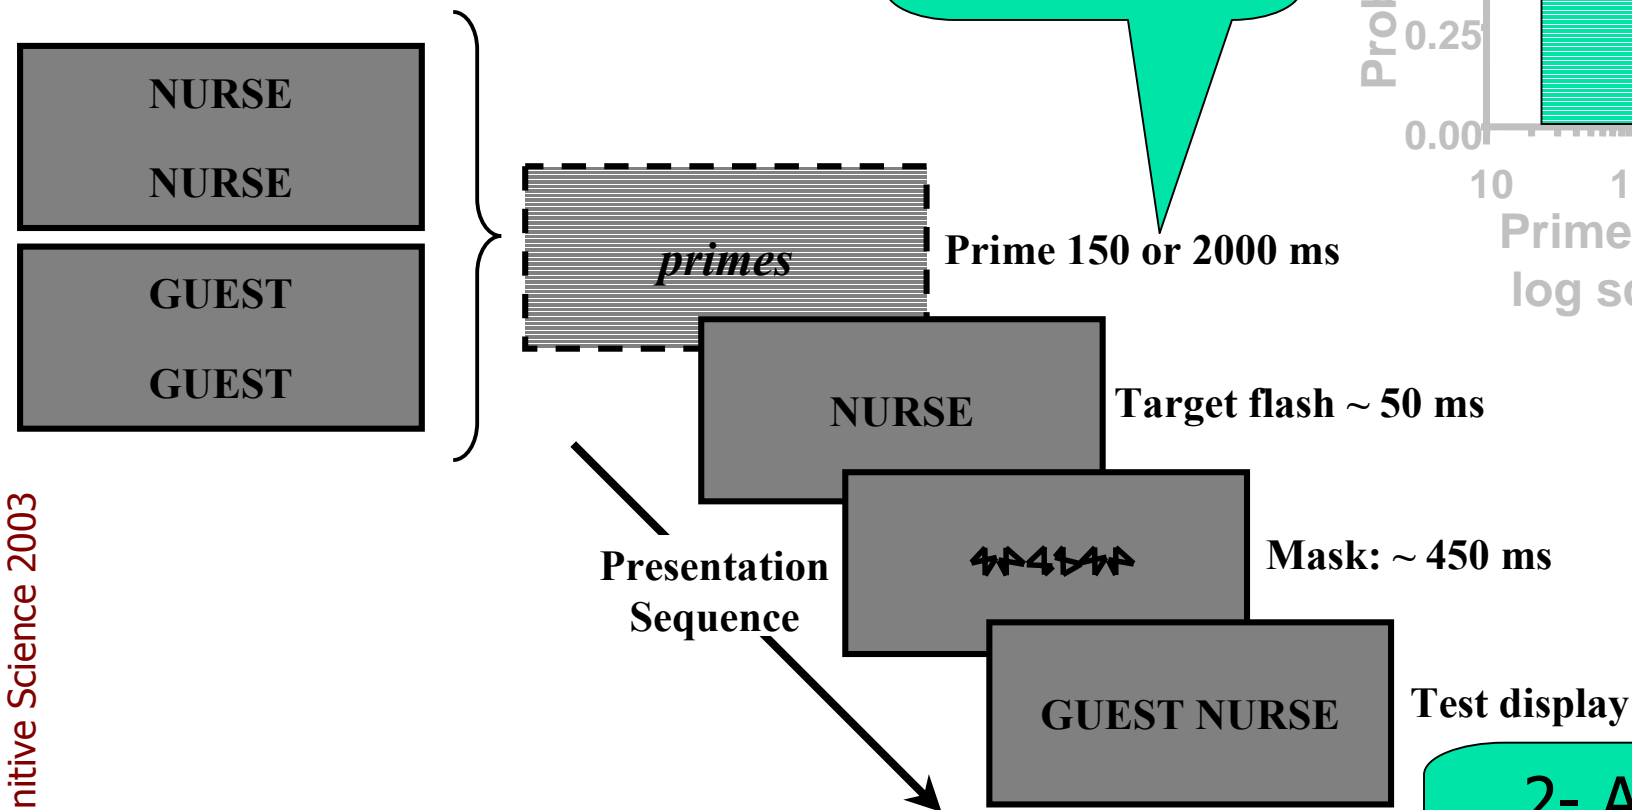 NURSE
NURSE
GUEST
GUEST
primes
Prime 150 or 2000 ms
NURSE
Target flash ~ 50 ms
Mask: ~ 450 ms
Presentation
Sequence
GUEST NURSE
Test display
0.25
0.00
10
Prime
log
nitive Science 2003
2- A